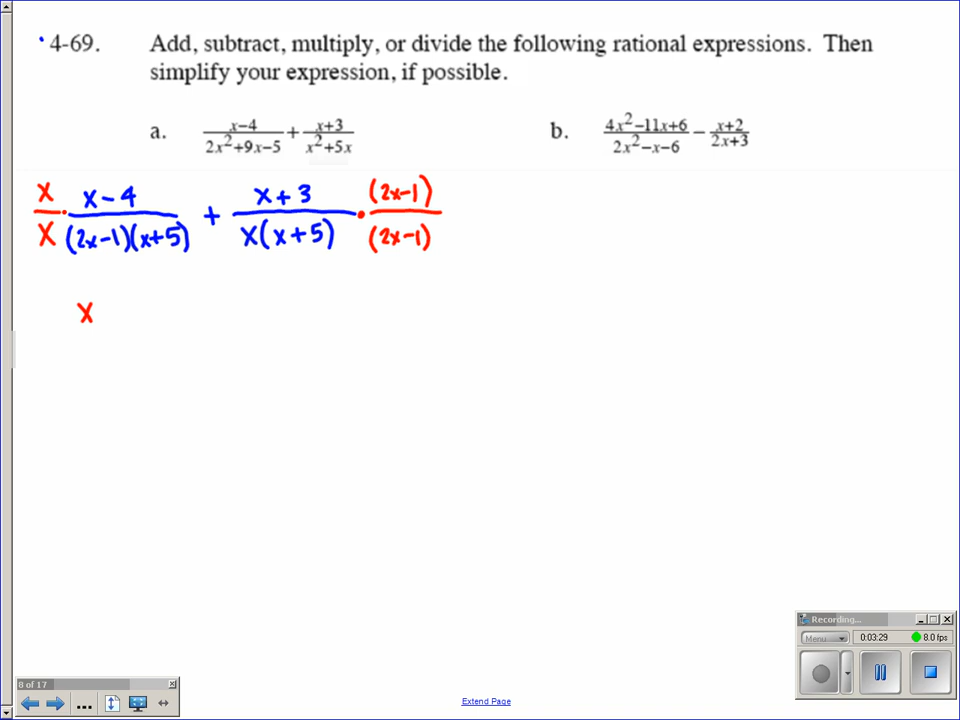 4-69. Add, subtract, multiply, or divide the following rational expressions. Then
simplify your expression, if possible.
a. (x−4)/(2x²+9x−5) + (x+3)/(x²+5x) b. (4x²−11x+6)/(2x²−x−6) − (x+2)/(2x+3)
x/x · (x−4)/((2x−1)(x+5)) + (x+3)/(x(x+5)) · (2x−1)/(2x−1)
x
Recording...
Menu 0:03:29 8.0 fps
8 of 17
...
Extend Page